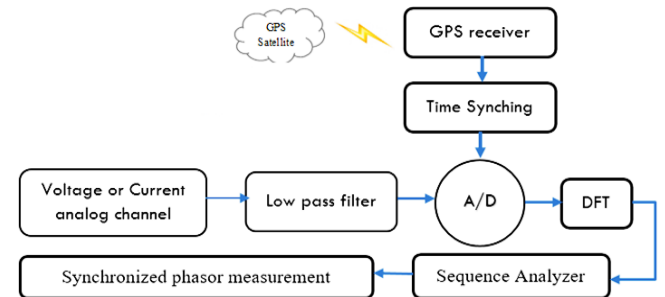 GPS
Satellite
GPS receiver
Time Synching
Voltage or Current
analog channel
Low pass filter
A/D
DFT
Sequence Analyzer
Synchronized phasor measurement